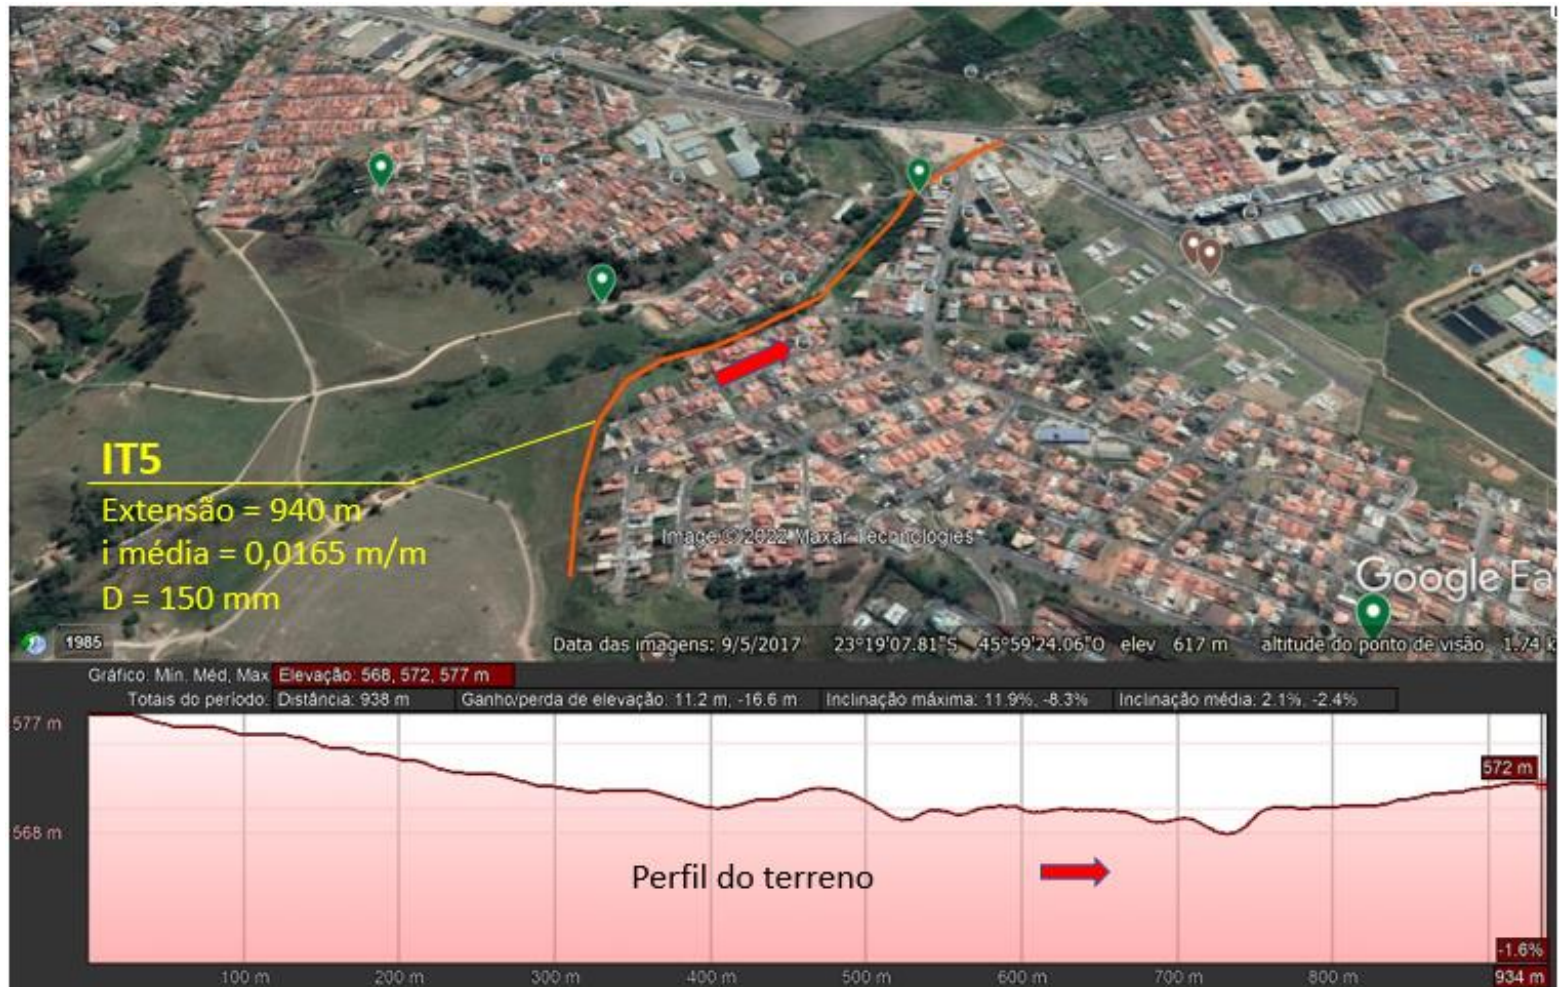 IT5
Extensão = 940 m
i média = 0,0165 m/m
D = 150 mm
Image © 2022 Maxar Technologies
Google Ea
1985
Data das imagens: 9/5/2017 23°19'07.81"S 45°59'24.06"O elev 617 m altitude do ponto de visão 1.74 k
Gráfico: Mín, Méd, Máx Elevação: 568, 572, 577 m
Totais do período: Distância: 938 m Ganho/perda de elevação: 11.2 m, -16.6 m Inclinação máxima: 11.9%, -8.3% Inclinação média: 2.1%, -2.4%
577 m
572 m
568 m
Perfil do terreno
-1.6%
100 m 200 m 300 m 400 m 500 m 600 m 700 m 800 m 934 m